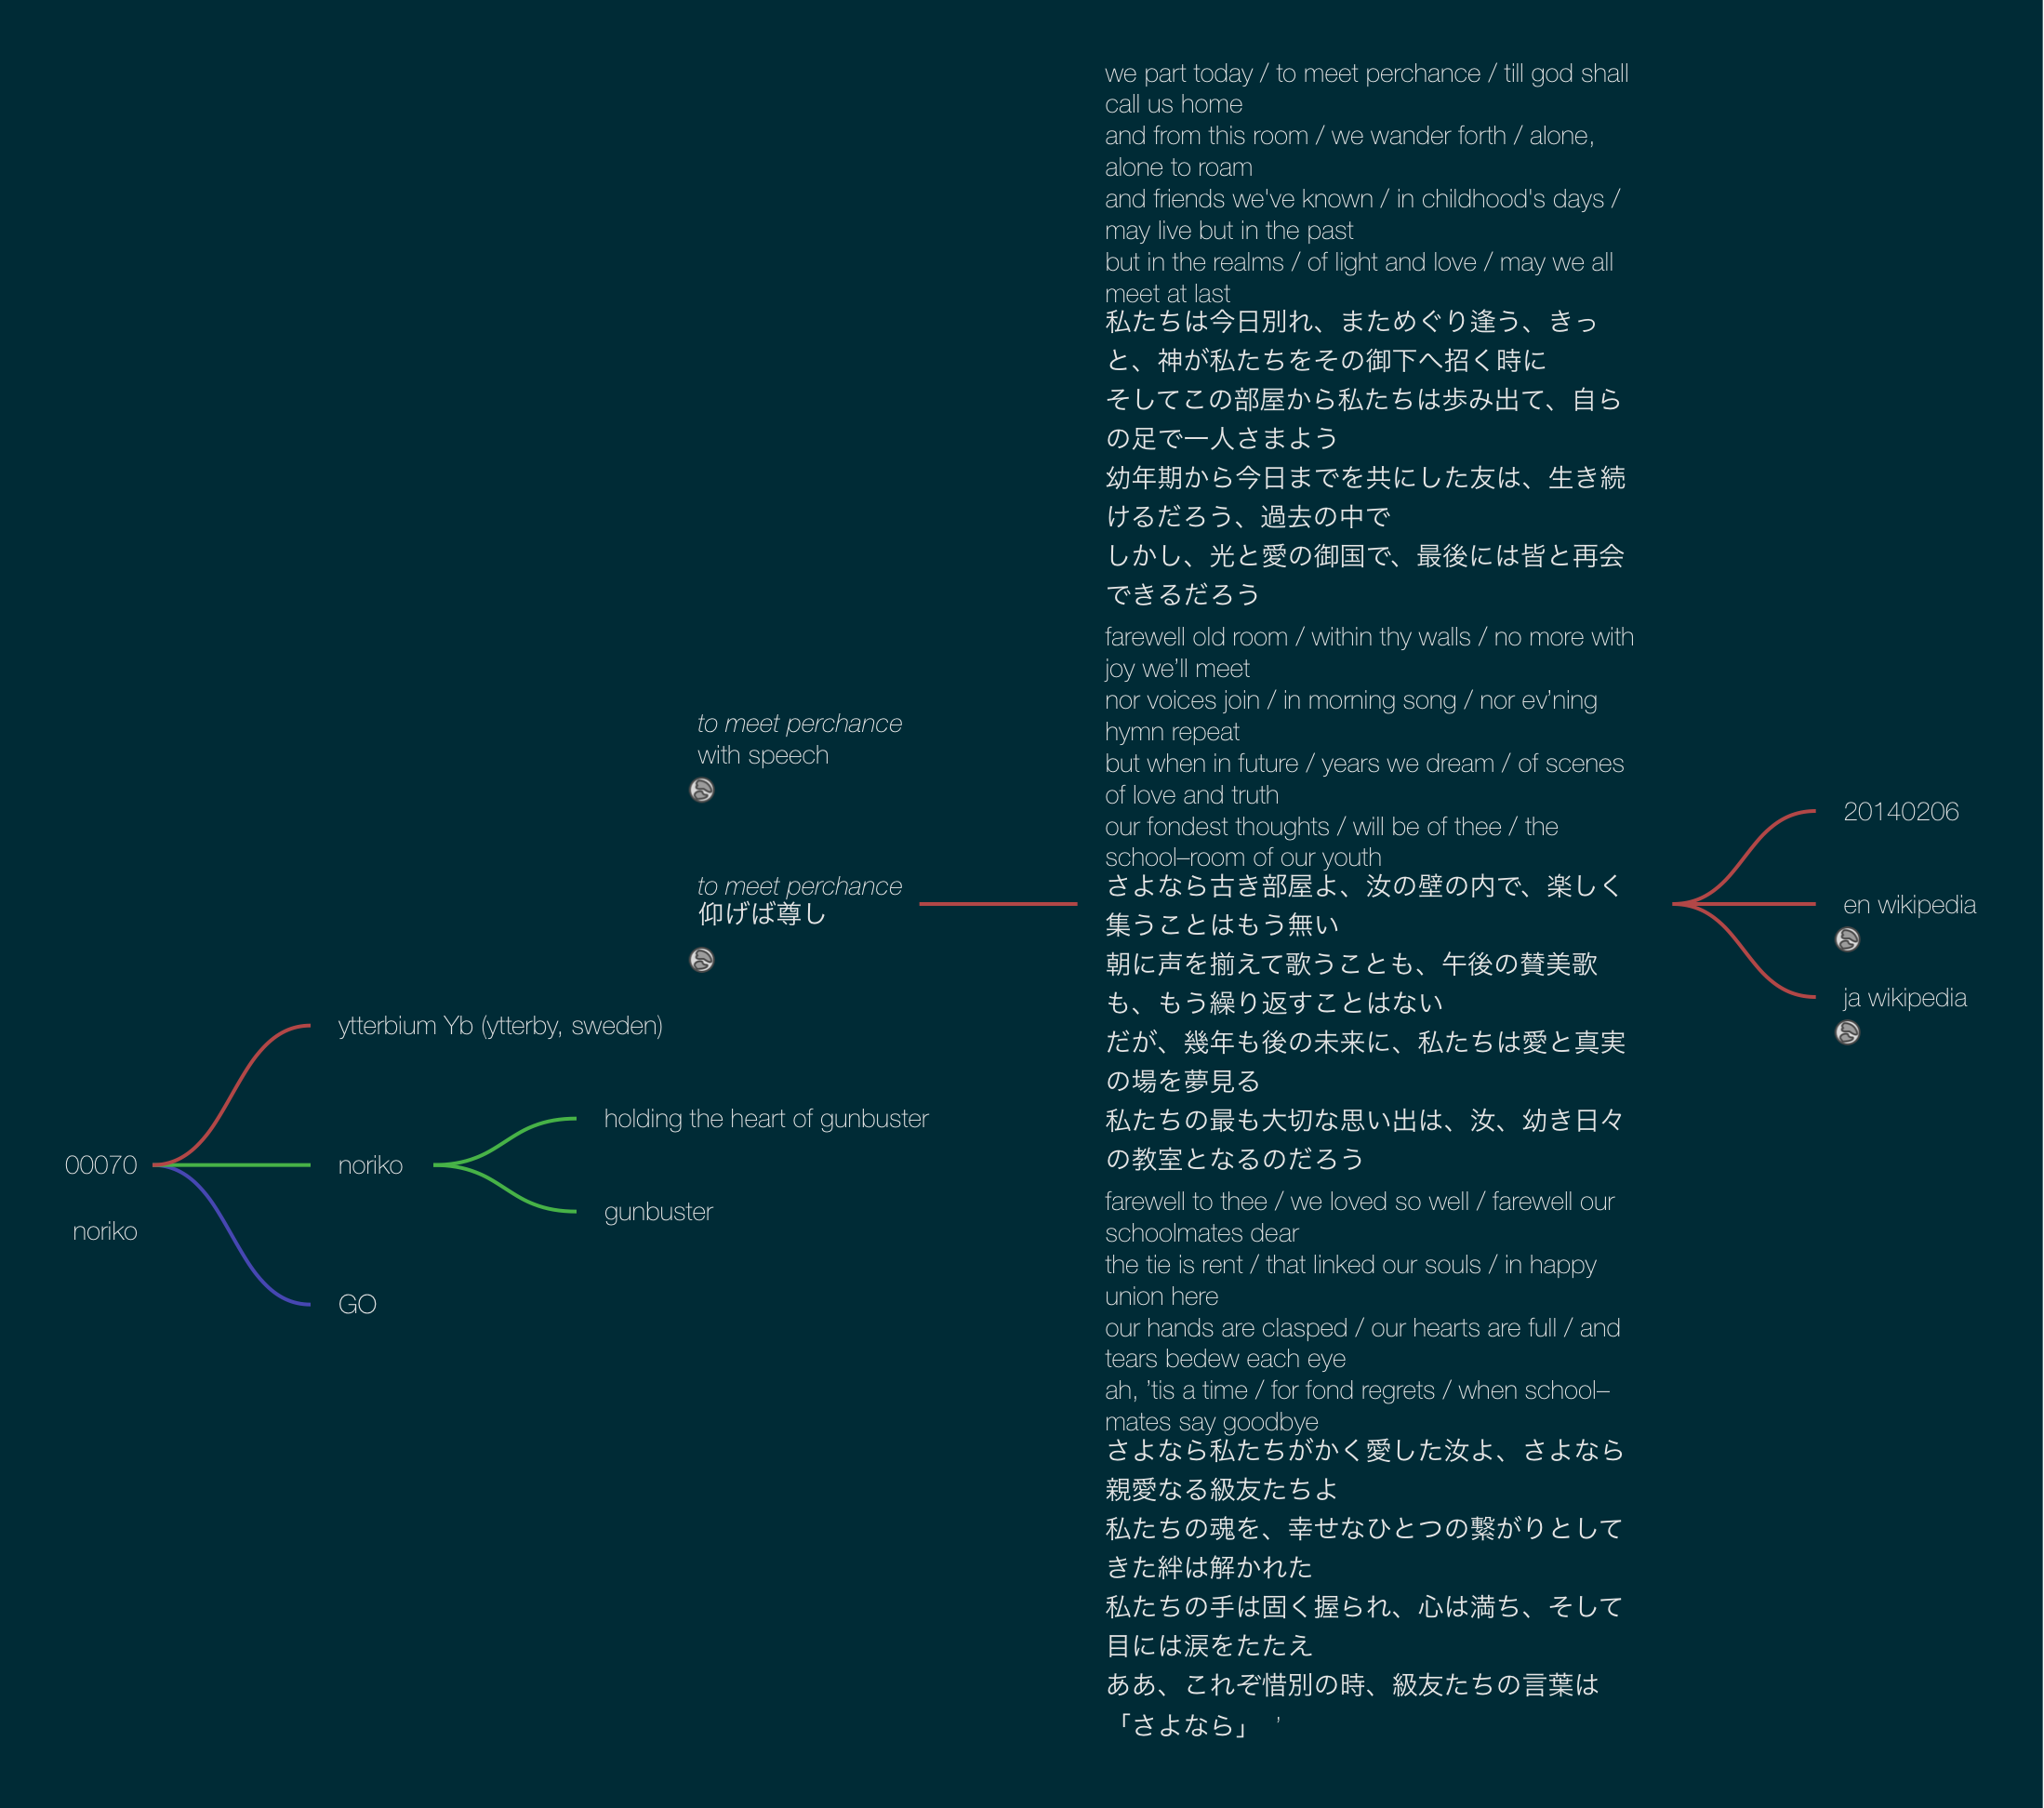 00070
noriko
ytterbium Yb (ytterby, sweden)
noriko
holding the heart of gunbuster
gunbuster
GO
to meet perchance
with speech
to meet perchance
仰げば尊し
we part today / to meet perchance / till god shall
call us home
and from this room / we wander forth / alone,
alone to roam
and friends we've known / in childhood's days /
may live but in the past
but in the realms / of light and love / may we all
meet at last
私たちは今日別れ、まためぐり逢う、きっ
と、神が私たちをその御下へ招く時に
そしてこの部屋から私たちは歩み出て、自ら
の足で一人さまよう
幼年期から今日までを共にした友は、生き続
けるだろう、過去の中で
しかし、光と愛の御国で、最後には皆と再会
できるだろう
farewell old room / within thy walls / no more with
joy we’ll meet
nor voices join / in morning song / nor ev’ning
hymn repeat
but when in future / years we dream / of scenes
of love and truth
our fondest thoughts / will be of thee / the
school–room of our youth
さよなら古き部屋よ、汝の壁の内で、楽しく
集うことはもう無い
朝に声を揃えて歌うことも、午後の賛美歌
も、もう繰り返すことはない
だが、幾年も後の未来に、私たちは愛と真実
の場を夢見る
私たちの最も大切な思い出は、汝、幼き日々
の教室となるのだろう
farewell to thee / we loved so well / farewell our
schoolmates dear
the tie is rent / that linked our souls / in happy
union here
our hands are clasped / our hearts are full / and
tears bedew each eye
ah, ’tis a time / for fond regrets / when school–
mates say goodbye
さよなら私たちがかく愛した汝よ、さよなら
親愛なる級友たちよ
私たちの魂を、幸せなひとつの繋がりとして
きた絆は解かれた
私たちの手は固く握られ、心は満ち、そして
目には涙をたたえ
ああ、これぞ惜別の時、級友たちの言葉は
「さよなら」 ’
20140206
en wikipedia
ja wikipedia